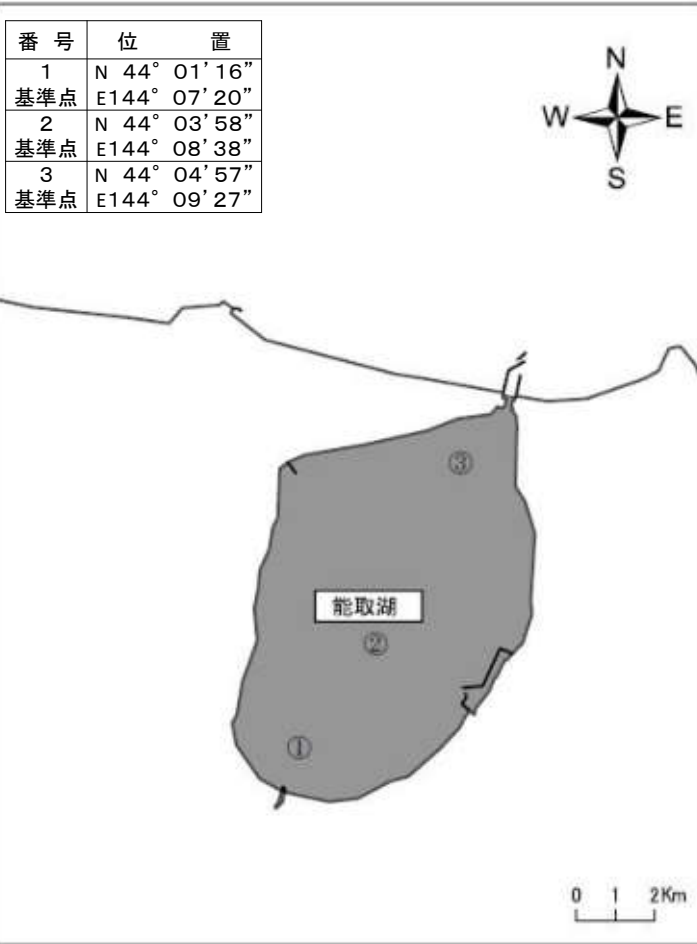 番 号 位 置
1 N 44° 01'16”
基準点 E144° 07'20”
2 N 44° 03'58”
基準点 E144° 08'38”
3 N 44° 04'57”
基準点 E144° 09'27”
N
W E
S
③
能取湖
②
①
0 1 2Km